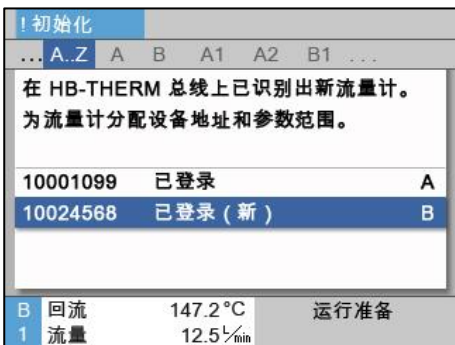 !初始化
... A..Z A B A1 A2 B1 ...
在 HB-THERM 总线上已识别出新流量计。
为流量计分配设备地址和参数范围。
10001099 已登录 A
10024568 已登录（新） B
B 回流 147.2°C 运行准备
1 流量 12.5 L/min